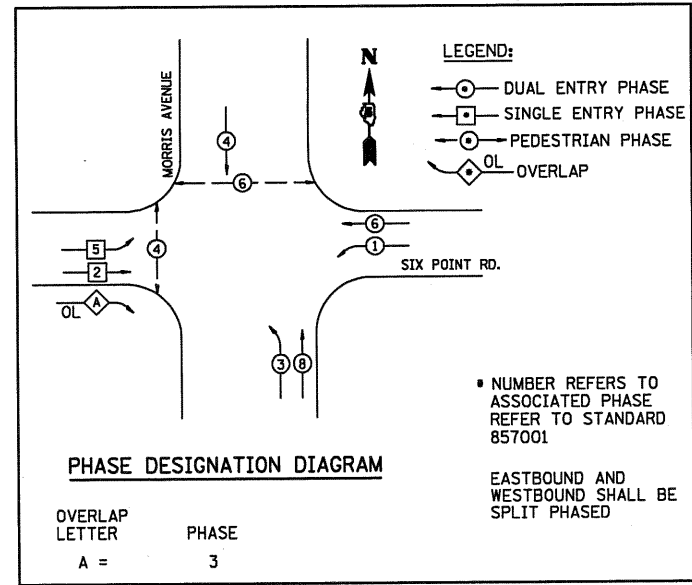 MORRIS AVENUE
N
LEGEND:
DUAL ENTRY PHASE
SINGLE ENTRY PHASE
PEDESTRIAN PHASE
OL
OVERLAP
4
6
6
1
5
4
2
SIX POINT RD.
A
OL
3
8
NUMBER REFERS TO
ASSOCIATED PHASE
REFER TO STANDARD
857001
EASTBOUND AND
WESTBOUND SHALL BE
SPLIT PHASED
PHASE DESIGNATION DIAGRAM
OVERLAP
LETTER PHASE
A = 3